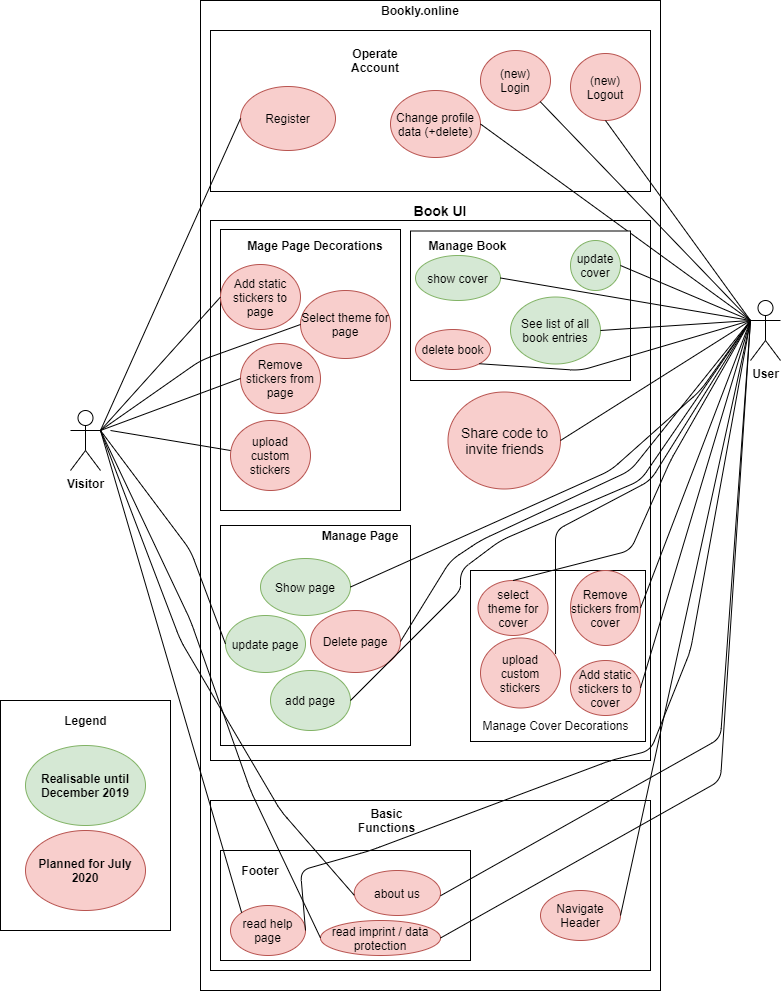 Bookly.online
Operate
Account
Register
Change profile
data (+delete)
(new)
Login
(new)
Logout
Book UI
Mage Page Decorations
Add static
stickers to
page
Select theme for
page
Remove
stickers from
page
upload
custom
stickers
Manage Book
show cover
update
cover
See list of all
book entries
delete book
Share code to
invite friends
Visitor
User
Manage Page
Show page
update page
Delete page
add page
select
theme for
cover
Remove
stickers from
cover
upload
custom
stickers
Add static
stickers to
cover
Manage Cover Decorations
Legend
Realisable until
December 2019
Planned for July
2020
Basic
Functions
Footer
about us
read help
page
read imprint / data
protection
Navigate
Header